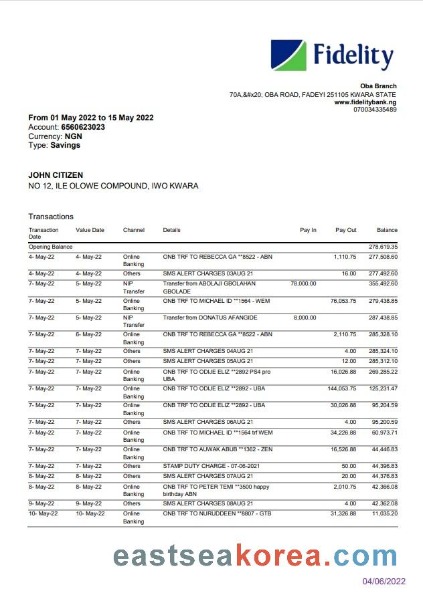 Fidelity
Oba Branch
70A,&#x20, OBA ROAD, FADEYI 251105 KWARA STATE
www.fidelitybank.ng
070034335489
From 01 May 2022 to 15 May 2022
Account: 6560623023
Currency: NGN
Type: Savings
JOHN CITIZEN
NO 12, ILE OLOWE COMPOUND, IWO KWARA
Transactions
Transaction Date Value Date Channel Details Pay In Pay Out Balance
Opening Balance 278,619.35
4- May-22 4- May-22 Online Banking ONB TRF TO REBECCA GA **8522 - ABN 1,110.75 277,508.60
4- May-22 4- May-22 Others SMS ALERT CHARGES 03AUG 21 16.00 277,492.60
7- May-22 5- May-22 NIP Transfer Transfer from ABOLAJI GBOLAHAN GBOLADE 78,000.00 355,492.60
7- May-22 5- May-22 Online Banking ONB TRF TO MICHAEL ID **1564 - WEM 76,053.75 279,438.85
7- May-22 5- May-22 NIP Transfer Transfer from DONATUS AFANGIDE 8,000.00 287,438.85
7- May-22 6- May-22 Online Banking ONB TRF TO REBECCA GA **8522 - ABN 2,110.75 285,328.10
7- May-22 Others SMS ALERT CHARGES 04AUG 21 4.00 285,324.10
7- May-22 Others SMS ALERT CHARGES 05AUG 21 12.00 285,312.10
7- May-22 7- May-22 Online Banking ONB TRF TO ODIJE ELIZ **2892 PS4 pro UBA 16,026.88 269,285.22
7- May-22 7- May-22 Online Banking ONB TRF TO ODIJE ELIZ **2892 - UBA 144,053.75 125,231.47
7- May-22 7- May-22 Online Banking ONB TRF TO ODIJE ELIZ **2892 - UBA 30,026.88 95,204.59
7- May-22 7- May-22 Others SMS ALERT CHARGES 06AUG 21 4.00 95,200.59
7- May-22 7- May-22 Online Banking ONB TRF TO MICHAEL ID **1564 trf WEM 34,226.88 60,973.71
7- May-22 7- May-22 Online Banking ONB TRF TO AUWAK ABUB **1362 - ZEN 16,526.88 44,446.83
7- May-22 7- May-22 Others STAMP DUTY CHARGE - 07-06-2021 50.00 44,396.83
8- May-22 8- May-22 Others SMS ALERT CHARGES 07AUG 21 20.00 44,376.83
8- May-22 8- May-22 Online Banking ONB TRF TO PETER TEMI **3500 happy birthday ABN 2,010.75 42,366.08
9- May-22 9- May-22 Others SMS ALERT CHARGES 08AUG 21 4.00 42,362.08
10- May-22 10- May-22 Online Banking ONB TRF TO NURUDDEEN **8807 - GTB 31,326.88 11,035.20
eastseakorea.com
04/06/2022